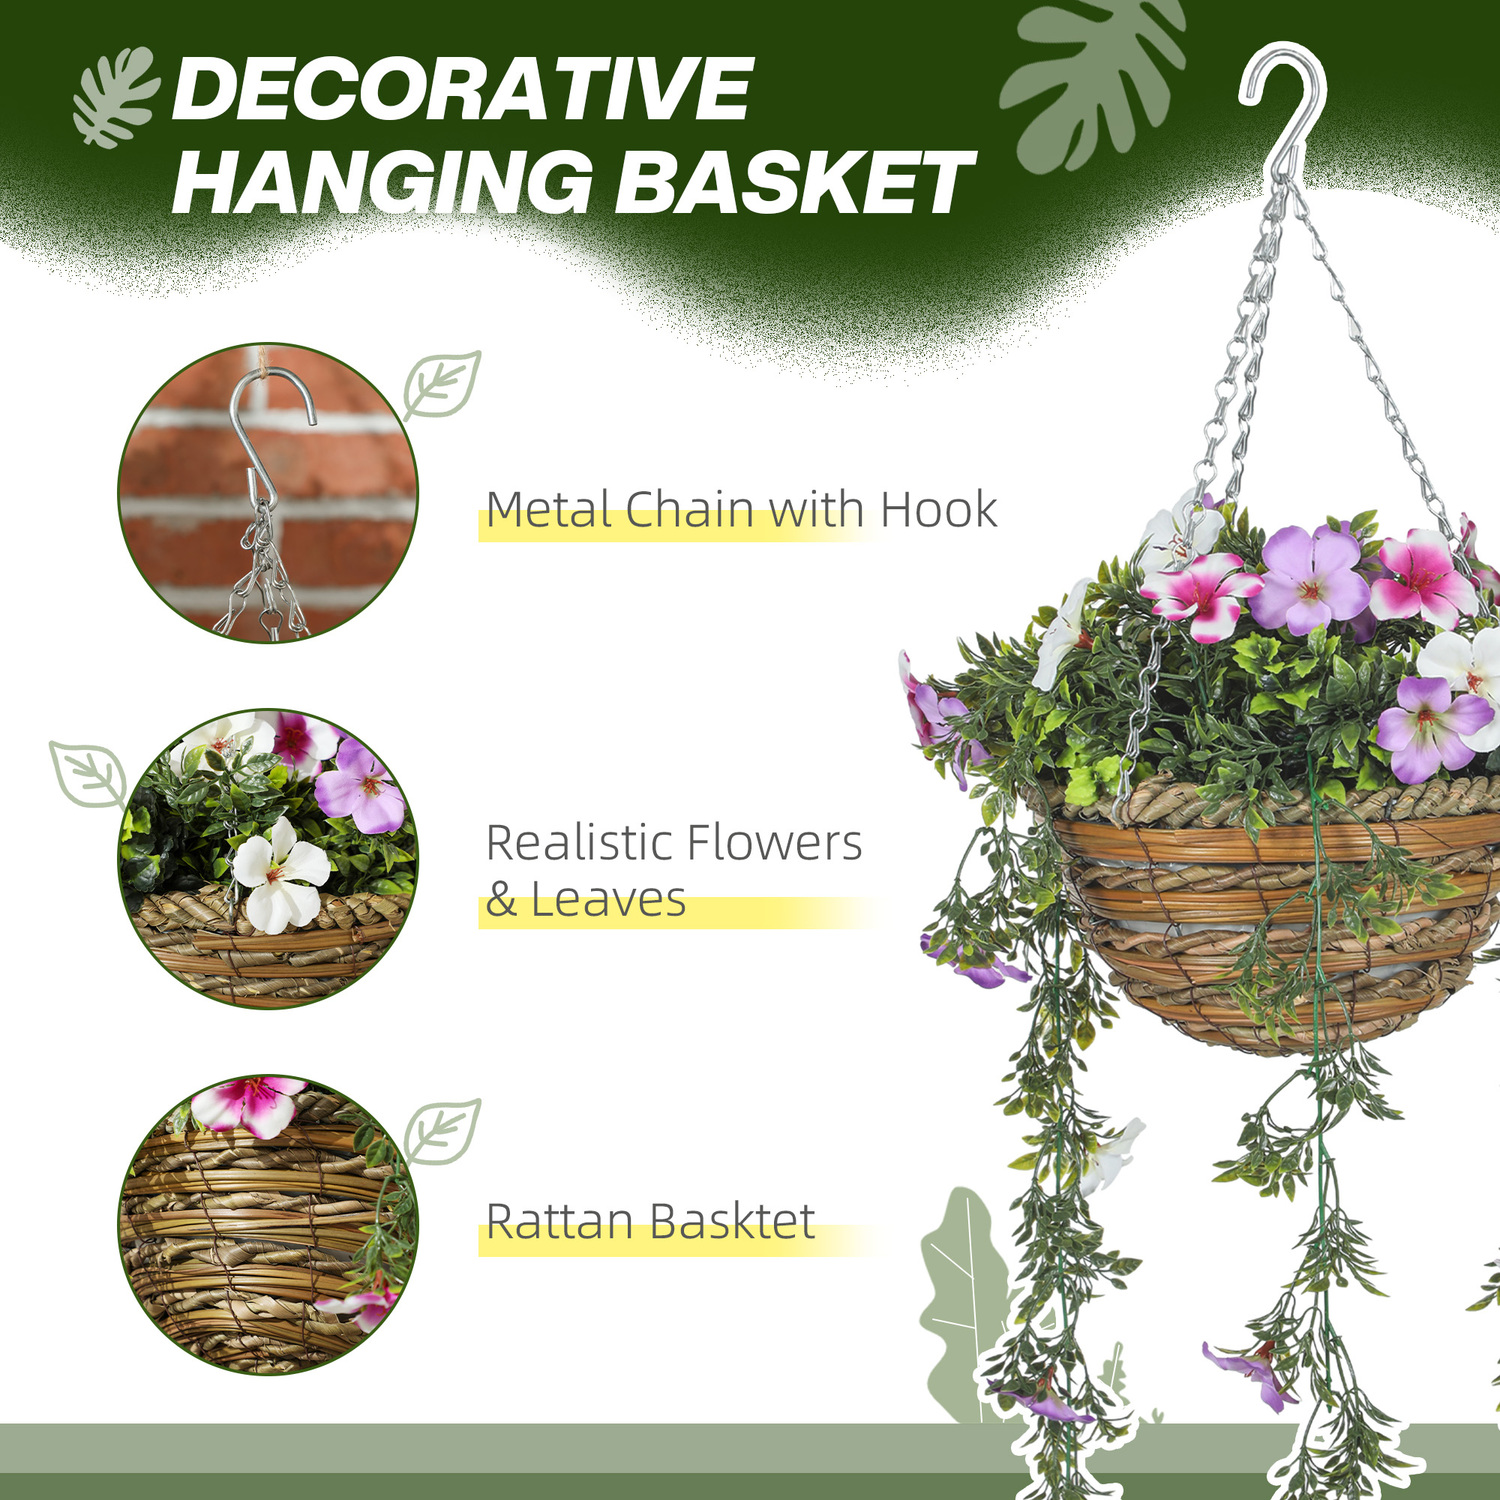 DECORATIVE
HANGING BASKET
Metal Chain with Hook
Realistic Flowers
& Leaves
Rattan Basktet